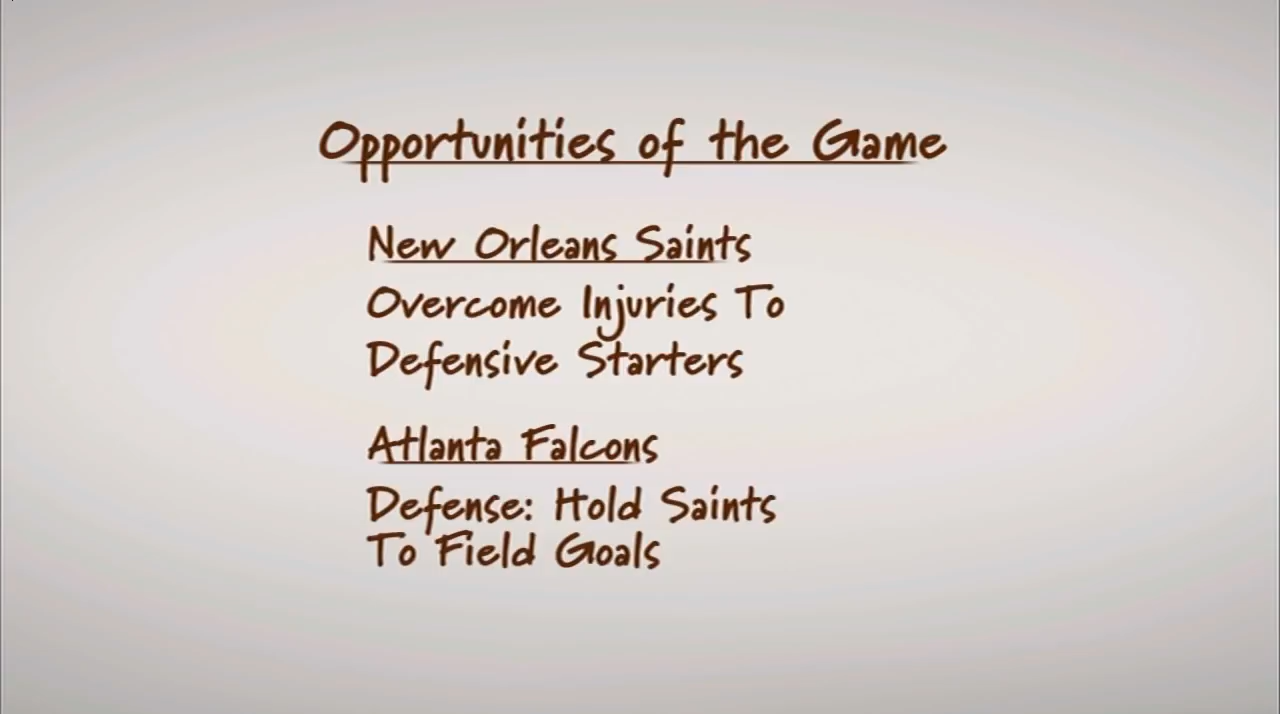 Opportunities of the Game
New Orleans Saints
Overcome Injuries To
Defensive Starters
Atlanta Falcons
Defense: Hold Saints
To Field Goals